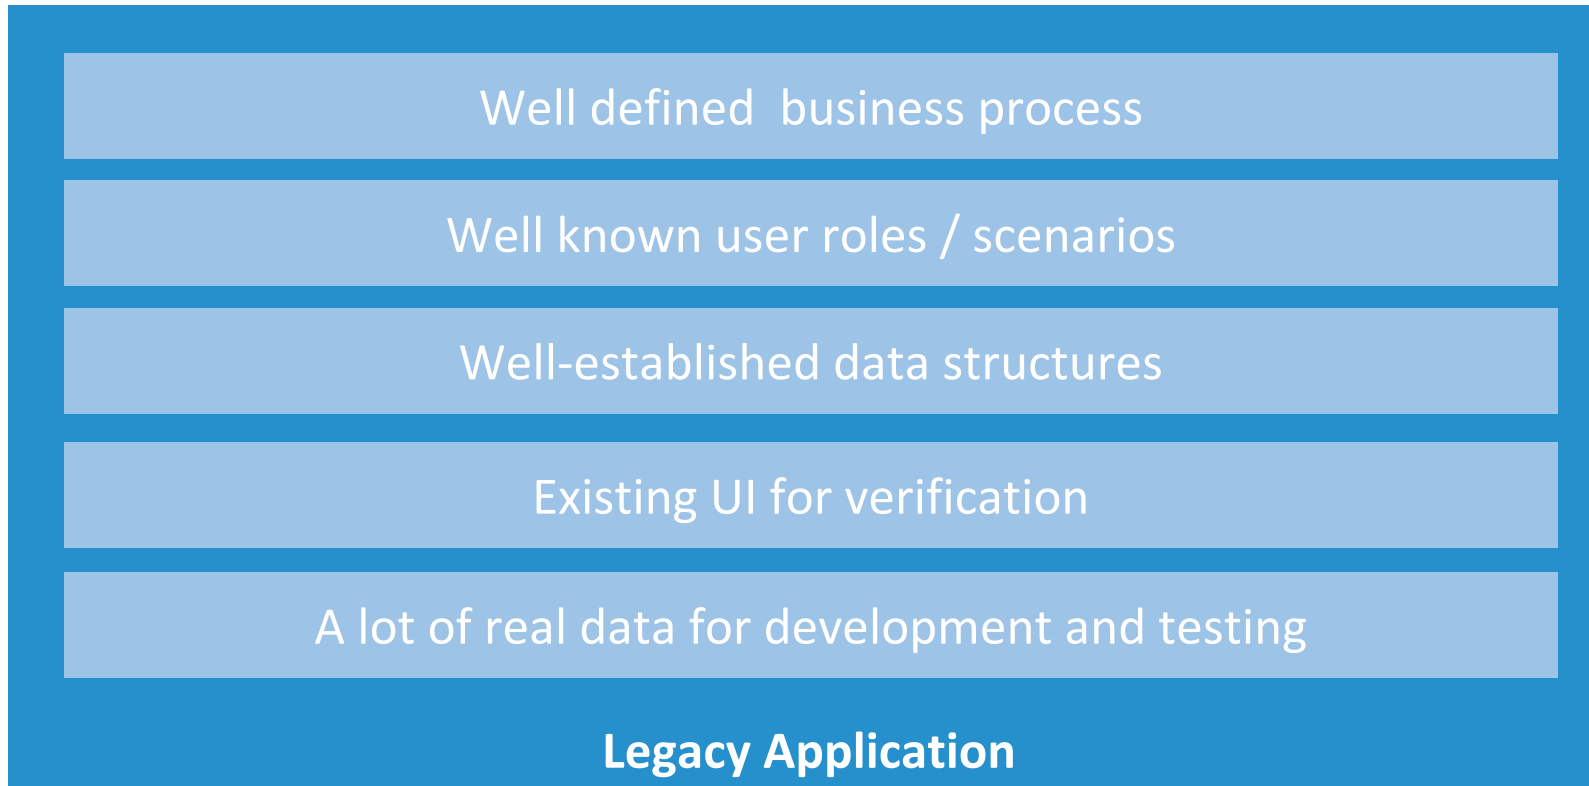 Well defined  business process
Well known user roles / scenarios
Well-established data structures
Existing UI for verification
A lot of real data for development and testing
Legacy Application